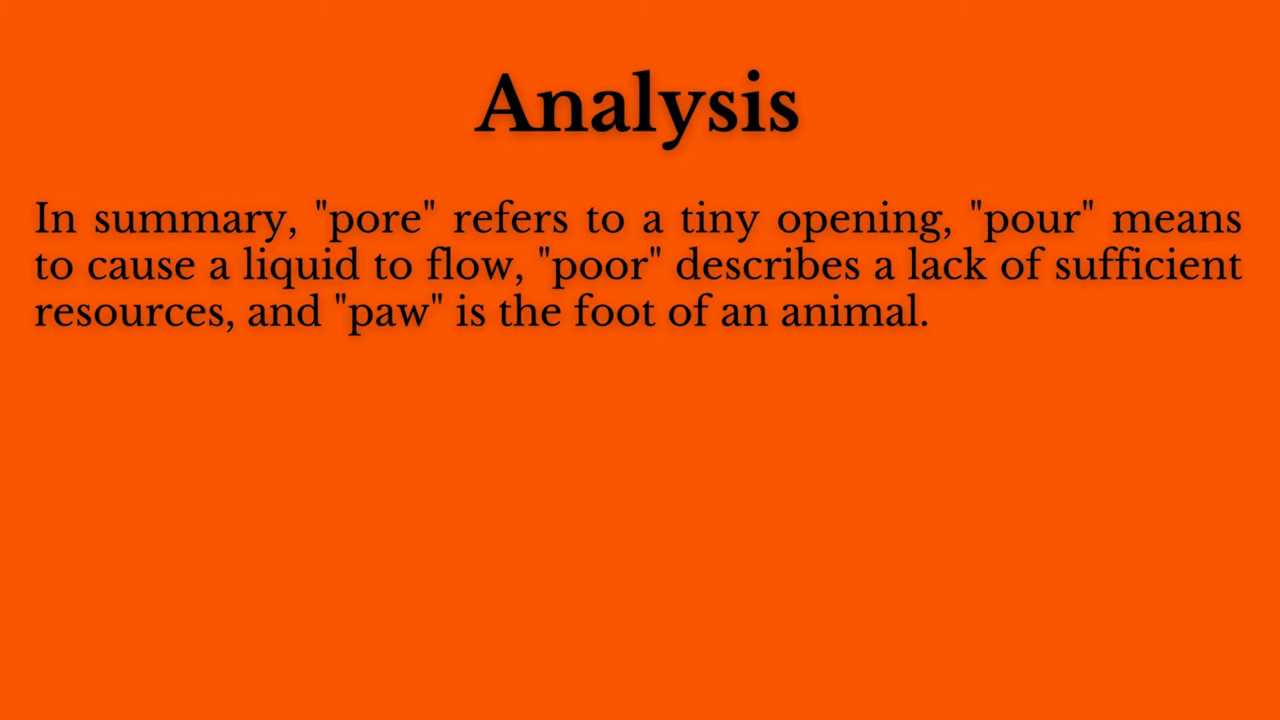 Analysis
In summary, "pore" refers to a tiny opening, "pour" means
to cause a liquid to flow, "poor" describes a lack of sufficient
resources, and "paw" is the foot of an animal.